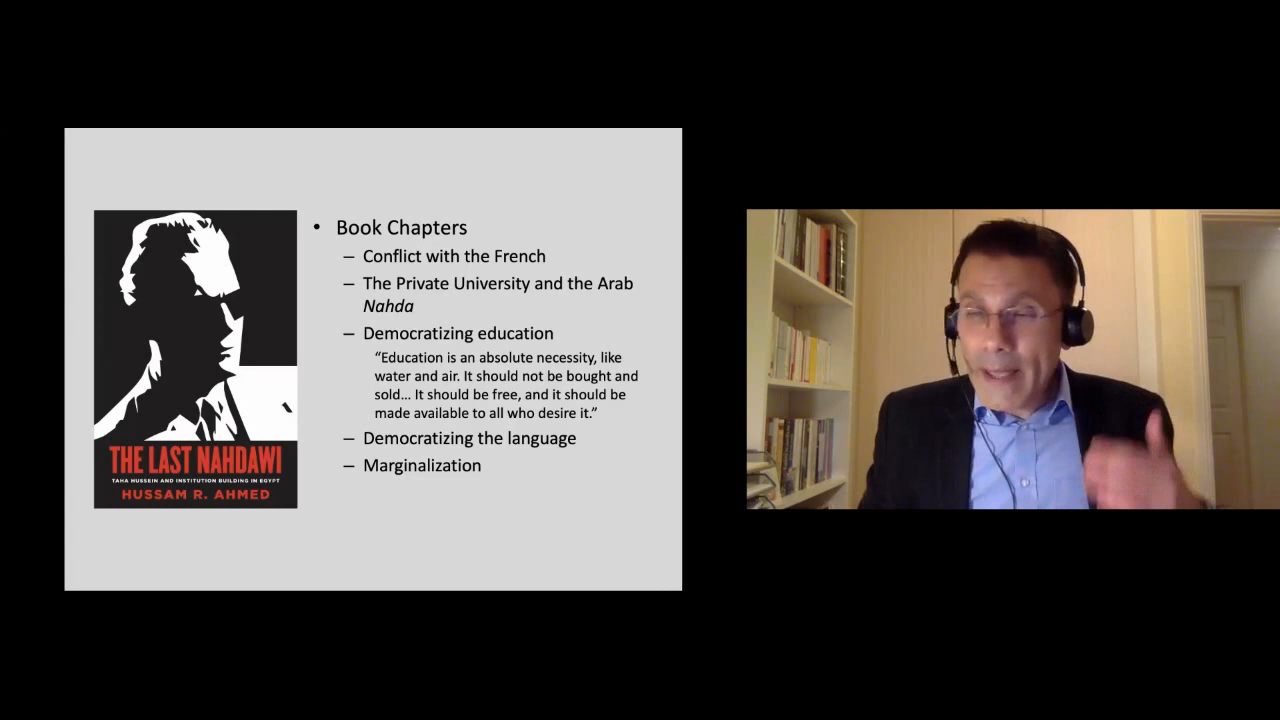 THE LAST NAHDAWI
TAHA HUSSEIN AND INSTITUTION BUILDING IN EGYPT
HUSSAM R. AHMED
• Book Chapters
– Conflict with the French
– The Private University and the Arab
Nahda
– Democratizing education
“Education is an absolute necessity, like
water and air. It should not be bought and
sold… It should be free, and it should be
made available to all who desire it.”
– Democratizing the language
– Marginalization